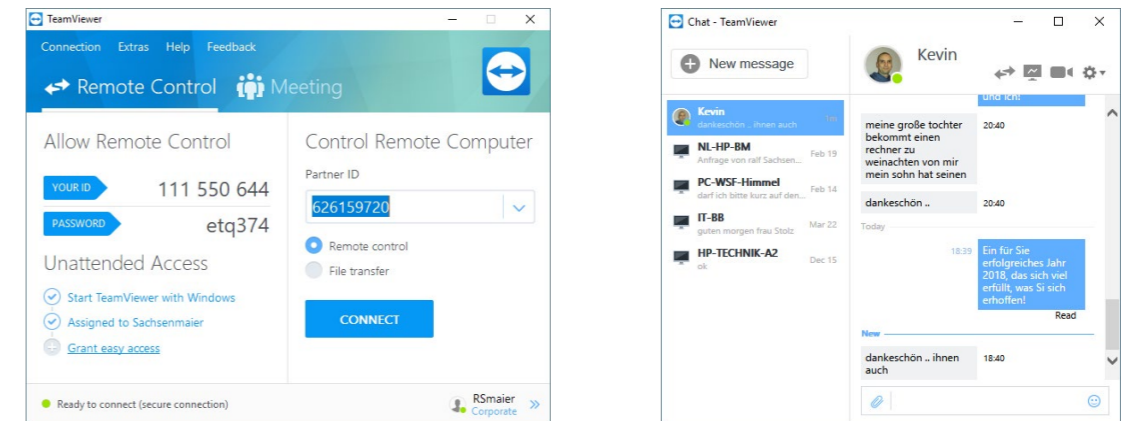 TeamViewer
Connection Extras Help Feedback
Remote Control Meeting
Allow Remote Control
YOUR ID 111 550 644
PASSWORD etq374
Unattended Access
Start TeamViewer with Windows
Assigned to Sachsenmaier
Grant easy access
Control Remote Computer
Partner ID
626159720
Remote control
File transfer
CONNECT
Ready to connect (secure connection)
RSmaier
Corporate
Chat - TeamViewer
New message
Kevin
dankeschön .. ihnen auch 1m
NL-HP-BM
Anfrage von ralf Sachsen... Feb 19
PC-WSF-Himmel
darf ich bitte kurz auf den... Feb 14
IT-BB
guten morgen frau Stolz Mar 22
HP-TECHNIK-A2
ok Dec 15
Kevin
und ich!
meine große tochter 20:40
bekommt einen
rechner zu
weinachten von mir
mein sohn hat seinen
dankeschön .. 20:40
Today
18:39 Ein für Sie
erfolgreiches Jahr
2018, das sich viel
erfüllt, was Si sich
erhoffen!
Read
New
dankeschön .. ihnen 18:40
auch